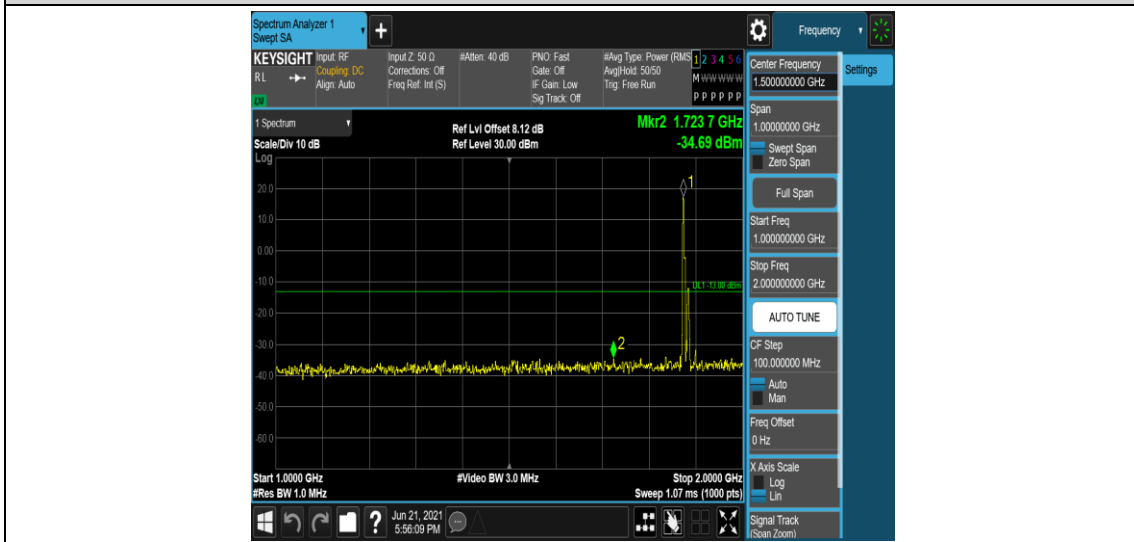 Spectrum Analyzer 1
Swept SA
+
Frequency
KEYSIGHT
RL
Input: RF
Coupling: DC
Align: Auto
Input Z: 50 Ω
Corrections: Off
Freq Ref: Int (S)
#Atten: 40 dB
PNO: Fast
Gate: Off
IF Gain: Low
Sig Track: Off
#Avg Type: Power (RMS
Avg|Hold: 50/50
Trig: Free Run
1 2 3 4 5 6
M W W W W W
P P P P P P
1 Spectrum
Scale/Div 10 dB
Log
Ref Lvl Offset 8.12 dB
Ref Level 30.00 dBm
Mkr2 1.723 7 GHz
-34.69 dBm
20.0
10.0
0.00
-10.0
-20.0
-30.0
-40.0
-50.0
-60.0
1
DL1 -13.00 dBm
2
Start 1.0000 GHz
#Res BW 1.0 MHz
#Video BW 3.0 MHz
Stop 2.0000 GHz
Sweep 1.07 ms (1000 pts)
?
Jun 21, 2021
5:56:09 PM
Center Frequency
1.500000000 GHz
Settings
Span
1.00000000 GHz
Swept Span
Zero Span
Full Span
Start Freq
1.000000000 GHz
Stop Freq
2.000000000 GHz
AUTO TUNE
CF Step
100.000000 MHz
Auto
Man
Freq Offset
0 Hz
X Axis Scale
Log
Lin
Signal Track
(Span Zoom)